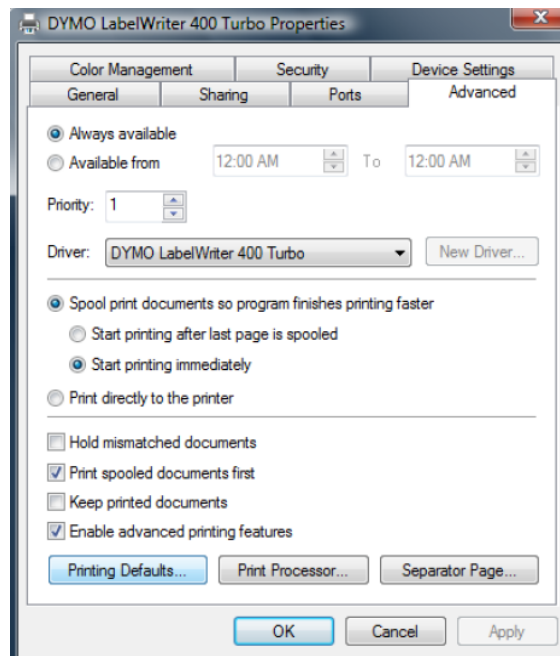 DYMO LabelWriter 400 Turbo Properties
Color Management Security Device Settings
General Sharing Ports Advanced
Always available
Available from 12:00 AM To 12:00 AM
Priority: 1
Driver: DYMO LabelWriter 400 Turbo New Driver...
Spool print documents so program finishes printing faster
Start printing after last page is spooled
Start printing immediately
Print directly to the printer
Hold mismatched documents
Print spooled documents first
Keep printed documents
Enable advanced printing features
Printing Defaults... Print Processor... Separator Page...
OK Cancel Apply